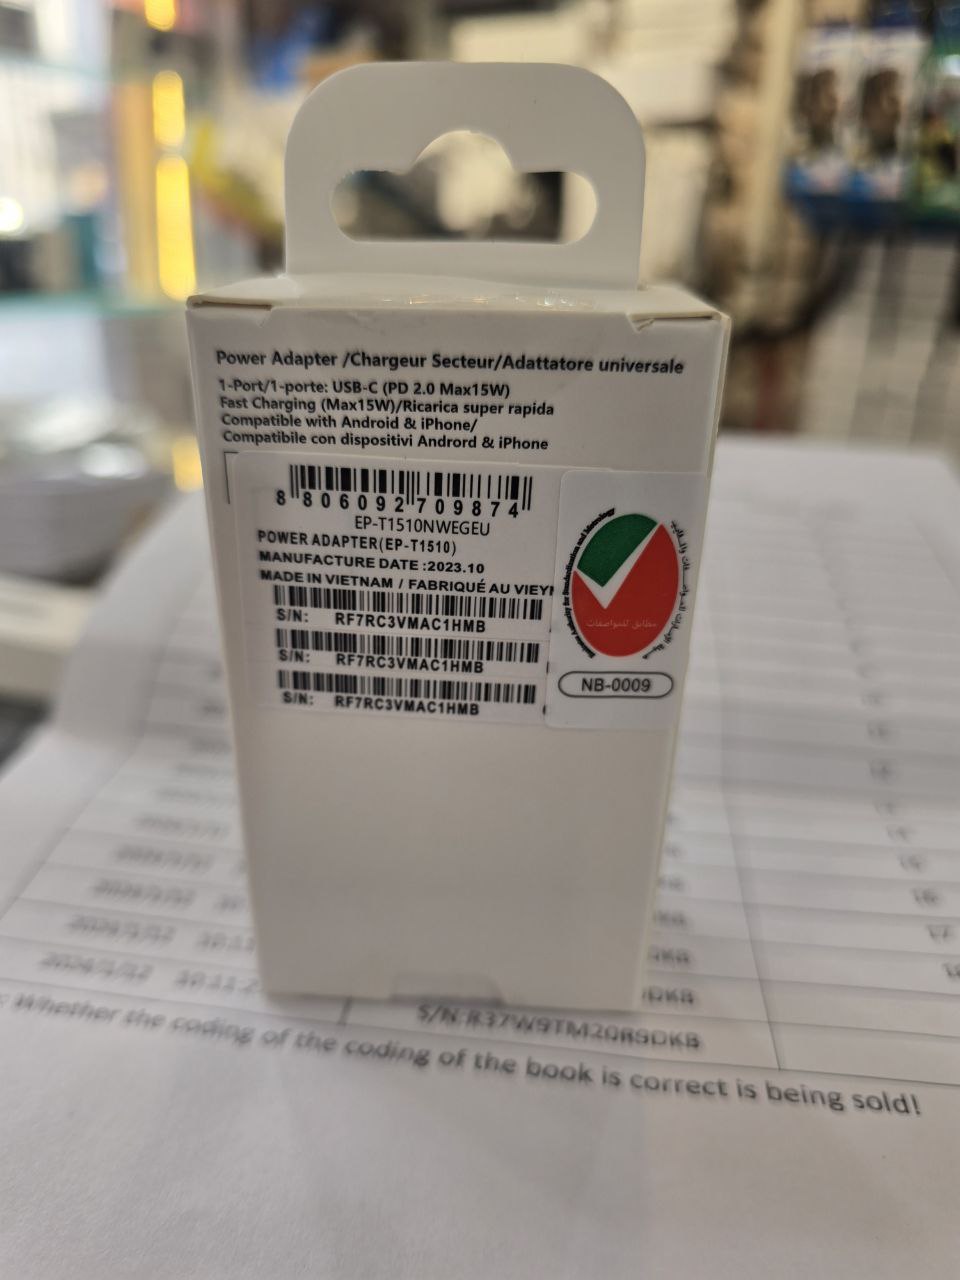 Power Adapter /Chargeur Secteur/Adattatore universale
1-Port/1-porte: USB-C (PD 2.0 Max15W)
Fast Charging (Max15W)/Ricarica super rapida
Compatible with Android & iPhone/
Compatibile con dispositivi Andrord & iPhone
8 806092 709874
EP-T1510NWEGEU
POWER ADAPTER(EP-T1510)
MANUFACTURE DATE :2023.10
MADE IN VIETNAM / FABRIQUÉ AU VIEYN
S/N: RF7RC3VMAC1HMB
S/N: RF7RC3VMAC1HMB
S/N: RF7RC3VMAC1HMB
مطابق للمواصفات
NB-0009
S/N:R37W9TM20R9DKB
Whether the coding of the coding of the book is correct is being sold!